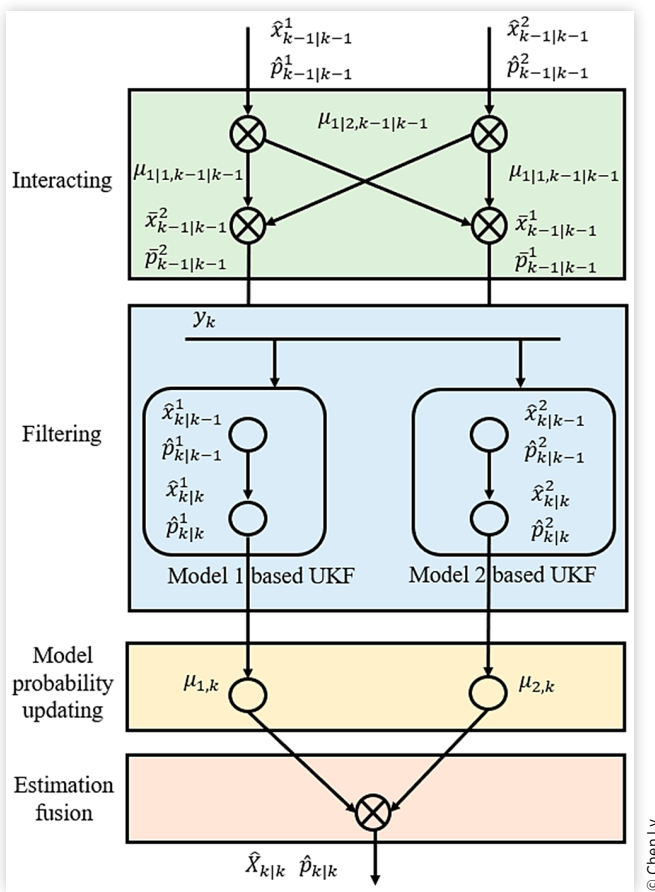 x̂¹ₖ₋₁|ₖ₋₁
p̂¹ₖ₋₁|ₖ₋₁
x̂²ₖ₋₁|ₖ₋₁
p̂²ₖ₋₁|ₖ₋₁
Interacting
μ₁|₂,ₖ₋₁|ₖ₋₁
μ₁|₁,ₖ₋₁|ₖ₋₁
μ₁|₁,ₖ₋₁|ₖ₋₁
x̄²ₖ₋₁|ₖ₋₁
p̄²ₖ₋₁|ₖ₋₁
x̄¹ₖ₋₁|ₖ₋₁
p̄¹ₖ₋₁|ₖ₋₁
Filtering
yₖ
x̂¹ₖ|ₖ₋₁
p̂¹ₖ|ₖ₋₁
x̂¹ₖ|ₖ
p̂¹ₖ|ₖ
Model 1 based UKF
x̂²ₖ|ₖ₋₁
p̂²ₖ|ₖ₋₁
x̂²ₖ|ₖ
p̂²ₖ|ₖ
Model 2 based UKF
Model
probability
updating
μ₁,ₖ
μ₂,ₖ
Estimation
fusion
X̂ₖ|ₖ p̂ₖ|ₖ
© Chen Lv